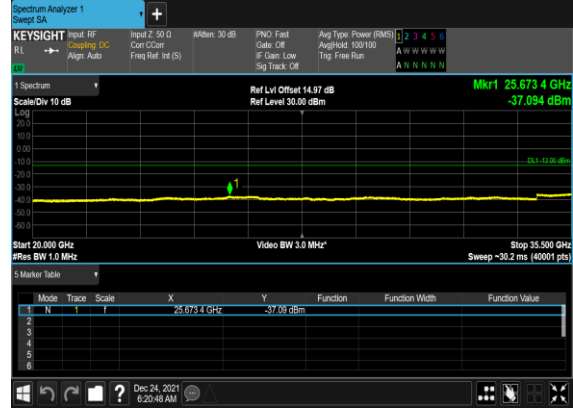 Spectrum Analyzer 1
Swept SA
+
KEYSIGHT Input: RF Input Z: 50 Ω #Atten: 30 dB PNO: Fast Avg Type: Power (RMS) 1 2 3 4 5 6
RL Coupling: DC Corr CCorr Gate: Off Avg|Hold: 100/100 A W W W W W
Align: Auto Freq Ref: Int (S) IF Gain: Low Trig: Free Run
LXI Sig Track: Off A N N N N N
1 Spectrum Ref Lvl Offset 14.97 dB Mkr1 25.673 4 GHz
Scale/Div 10 dB Ref Level 30.00 dBm -37.094 dBm
Log
20.0
10.0
0.00
-10.0
DL1 -13.00 dBm
-20.0
-30.0
1
-40.0
-50.0
-60.0
Start 20.000 GHz Video BW 3.0 MHz* Stop 35.500 GHz
#Res BW 1.0 MHz Sweep ~30.2 ms (40001 pts)
5 Marker Table
Mode Trace Scale X Y Function Function Width Function Value
1 N 1 f 25.673 4 GHz -37.09 dBm
2
3
4
5
6
? Dec 24, 2021
6:20:48 AM